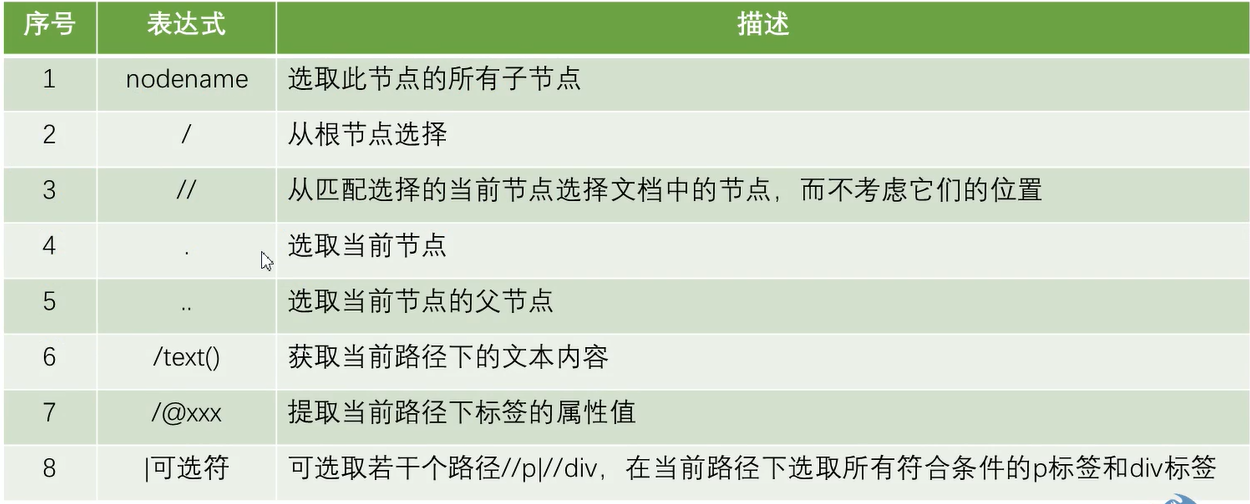 序号 表达式 描述
1 nodename 选取此节点的所有子节点
2 / 从根节点选择
3 // 从匹配选择的当前节点选择文档中的节点，而不考虑它们的位置
4 . 选取当前节点
5 .. 选取当前节点的父节点
6 /text() 获取当前路径下的文本内容
7 /@xxx 提取当前路径下标签的属性值
8 |可选符 可选取若干个路径//p|//div，在当前路径下选取所有符合条件的p标签和div标签